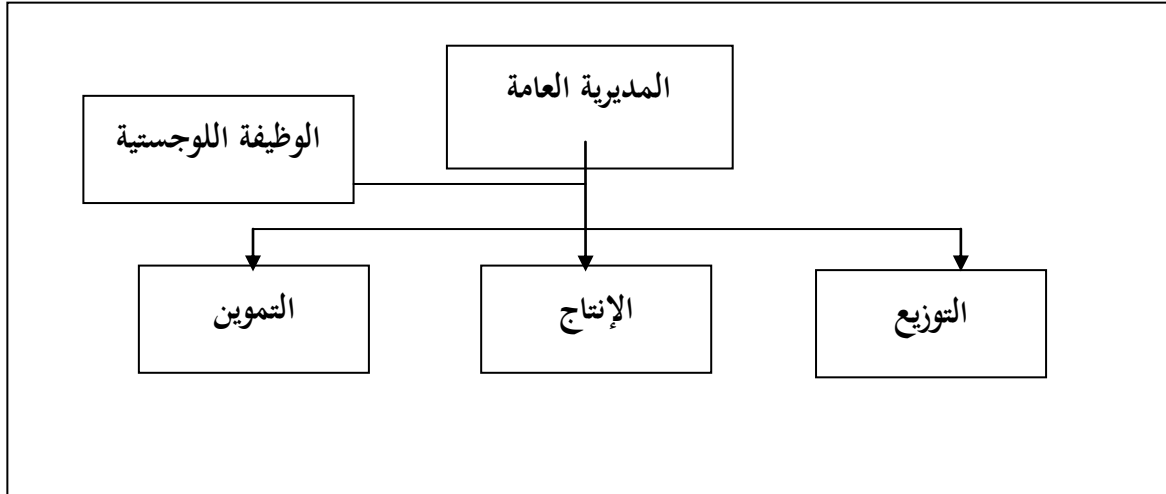 المديرية العامة
الوظيفة اللوجستية
التوزيع
الإنتاج
التموين